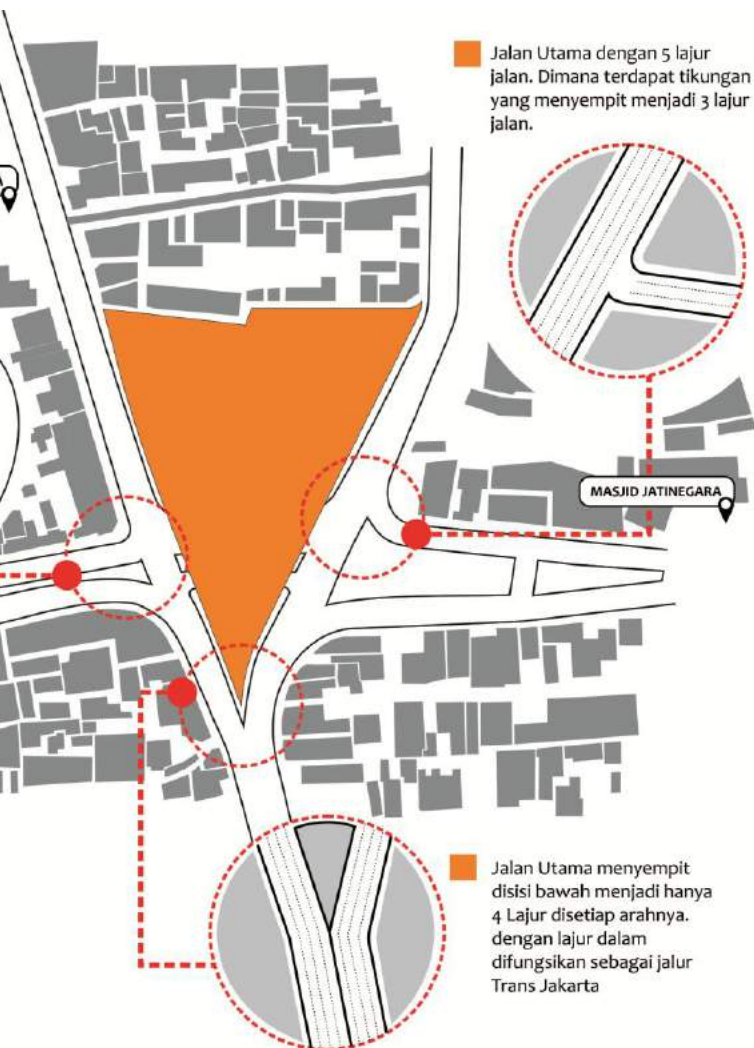 Jalan Utama dengan 5 lajur
jalan. Dimana terdapat tikungan
yang menyempit menjadi 3 lajur
jalan.
MASJID JATINEGARA
Jalan Utama menyempit
disisi bawah menjadi hanya
4 Lajur disetiap arahnya.
dengan lajur dalam
difungsikan sebagai jalur
Trans Jakarta